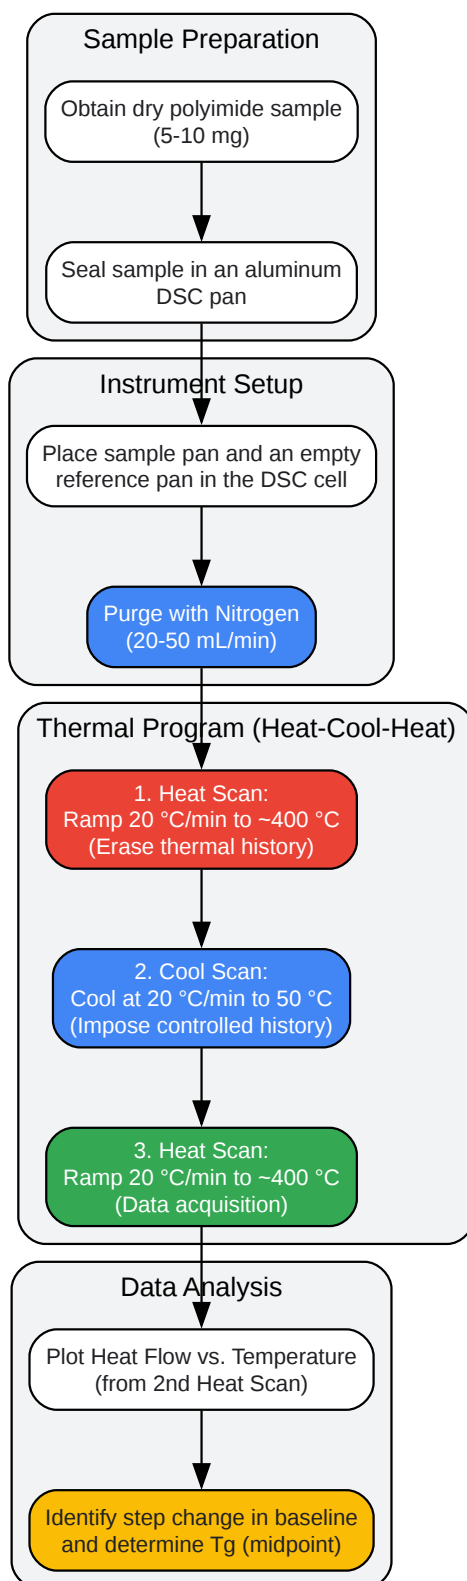 Sample Preparation
Obtain dry polyimide sample
(5-10 mg)
Seal sample in an aluminum
DSC pan
Instrument Setup
Place sample pan and an empty
reference pan in the DSC cell
Purge with Nitrogen
(20-50 mL/min)
Thermal Program (Heat-Cool-Heat)
1. Heat Scan:
Ramp 20 °C/min to ~400 °C
(Erase thermal history)
2. Cool Scan:
Cool at 20 °C/min to 50 °C
(Impose controlled history)
3. Heat Scan:
Ramp 20 °C/min to ~400 °C
(Data acquisition)
Data Analysis
Plot Heat Flow vs. Temperature
(from 2nd Heat Scan)
Identify step change in baseline
and determine Tg (midpoint)